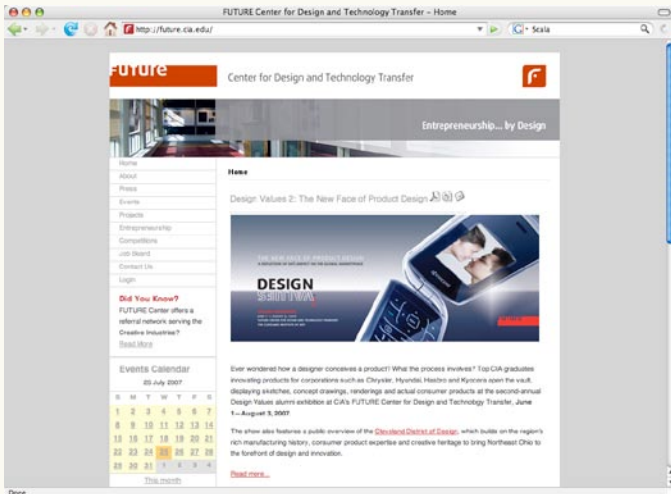 FUTURE Center for Design and Technology Transfer – Home
http://future.cia.edu/
Scala
FUTURE
Center for Design and Technology Transfer
Entrepreneurship... by Design
Home
About
Press
Events
Projects
Entrepreneurship
Competitions
Job Board
Contact Us
Login
Did You Know?
FUTURE Center offers a
referral network serving the
Creative Industries?
Read More
Events Calendar
25 July 2007
S M T W T F S
1 2 3 4 5 6 7
8 9 10 11 12 13 14
15 16 17 18 19 20 21
22 23 24 25 26 27 28
29 30 31 1 2 3 4
This month
Home
Design Values 2: The New Face of Product Design
THE NEW FACE OF PRODUCT DESIGN
DESIGN
Ever wondered how a designer conceives a product? What the process involves? Top CIA graduates
innovating products for corporations such as Chrysler, Hyundai, Hasbro and Kyocera open the vault,
displaying sketches, concept drawings, renderings and actual consumer products at the second-annual
Design Values alumni exhibition at CIA's FUTURE Center for Design and Technology Transfer, June
1—August 3, 2007.
The show also features a public overview of the Cleveland District of Design, which builds on the region's
rich manufacturing history, consumer product expertise and creative heritage to bring Northeast Ohio to
the forefront of design and innovation.
Read more...
Done